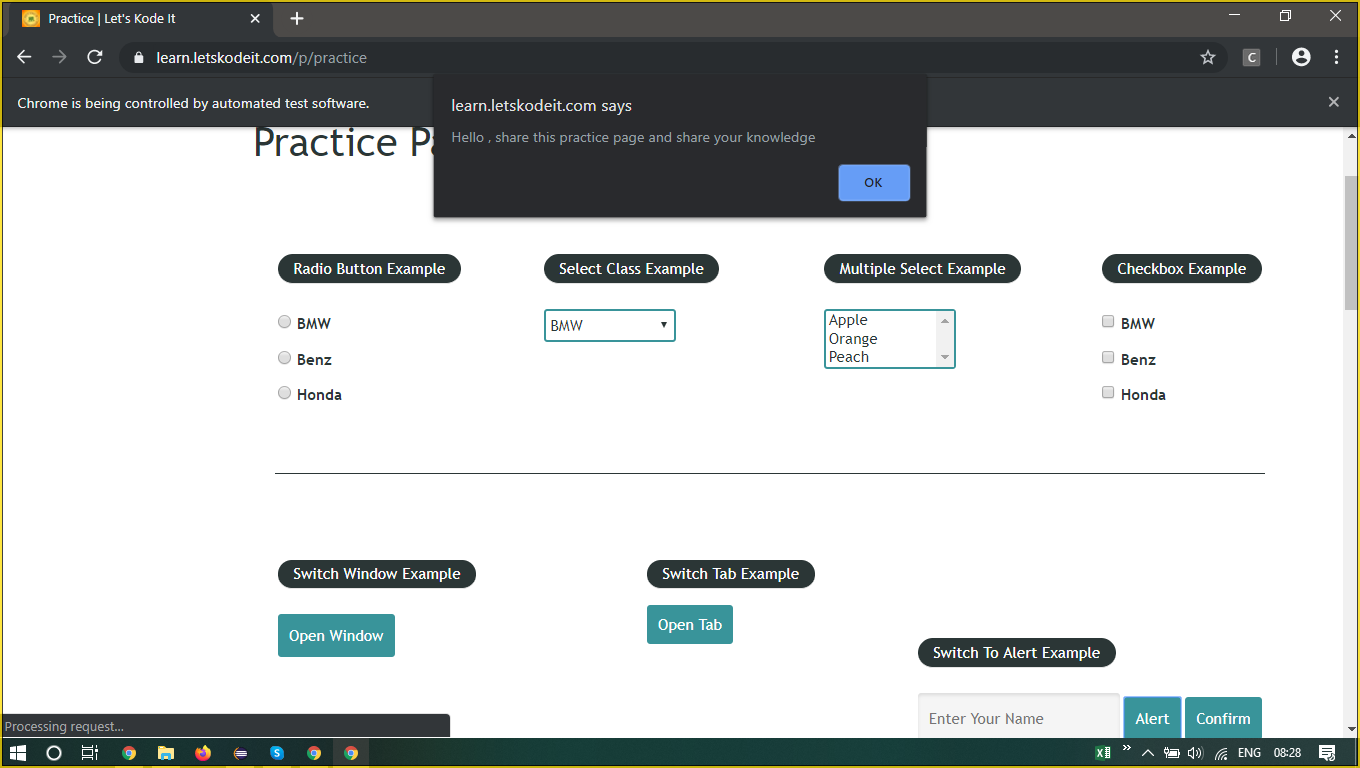 Practice | Let's Kode It
learn.letskodeit.com/p/practice
C
Chrome is being controlled by automated test software.
learn.letskodeit.com says
Hello , share this practice page and share your knowledge
OK
Practice
Radio Button Example
Select Class Example
Multiple Select Example
Checkbox Example
BMW
Benz
Honda
BMW
Apple
Orange
Peach
BMW
Benz
Honda
Switch Window Example
Switch Tab Example
Open Window
Open Tab
Switch To Alert Example
Enter Your Name
Alert
Confirm
Processing request...
ENG
08:28